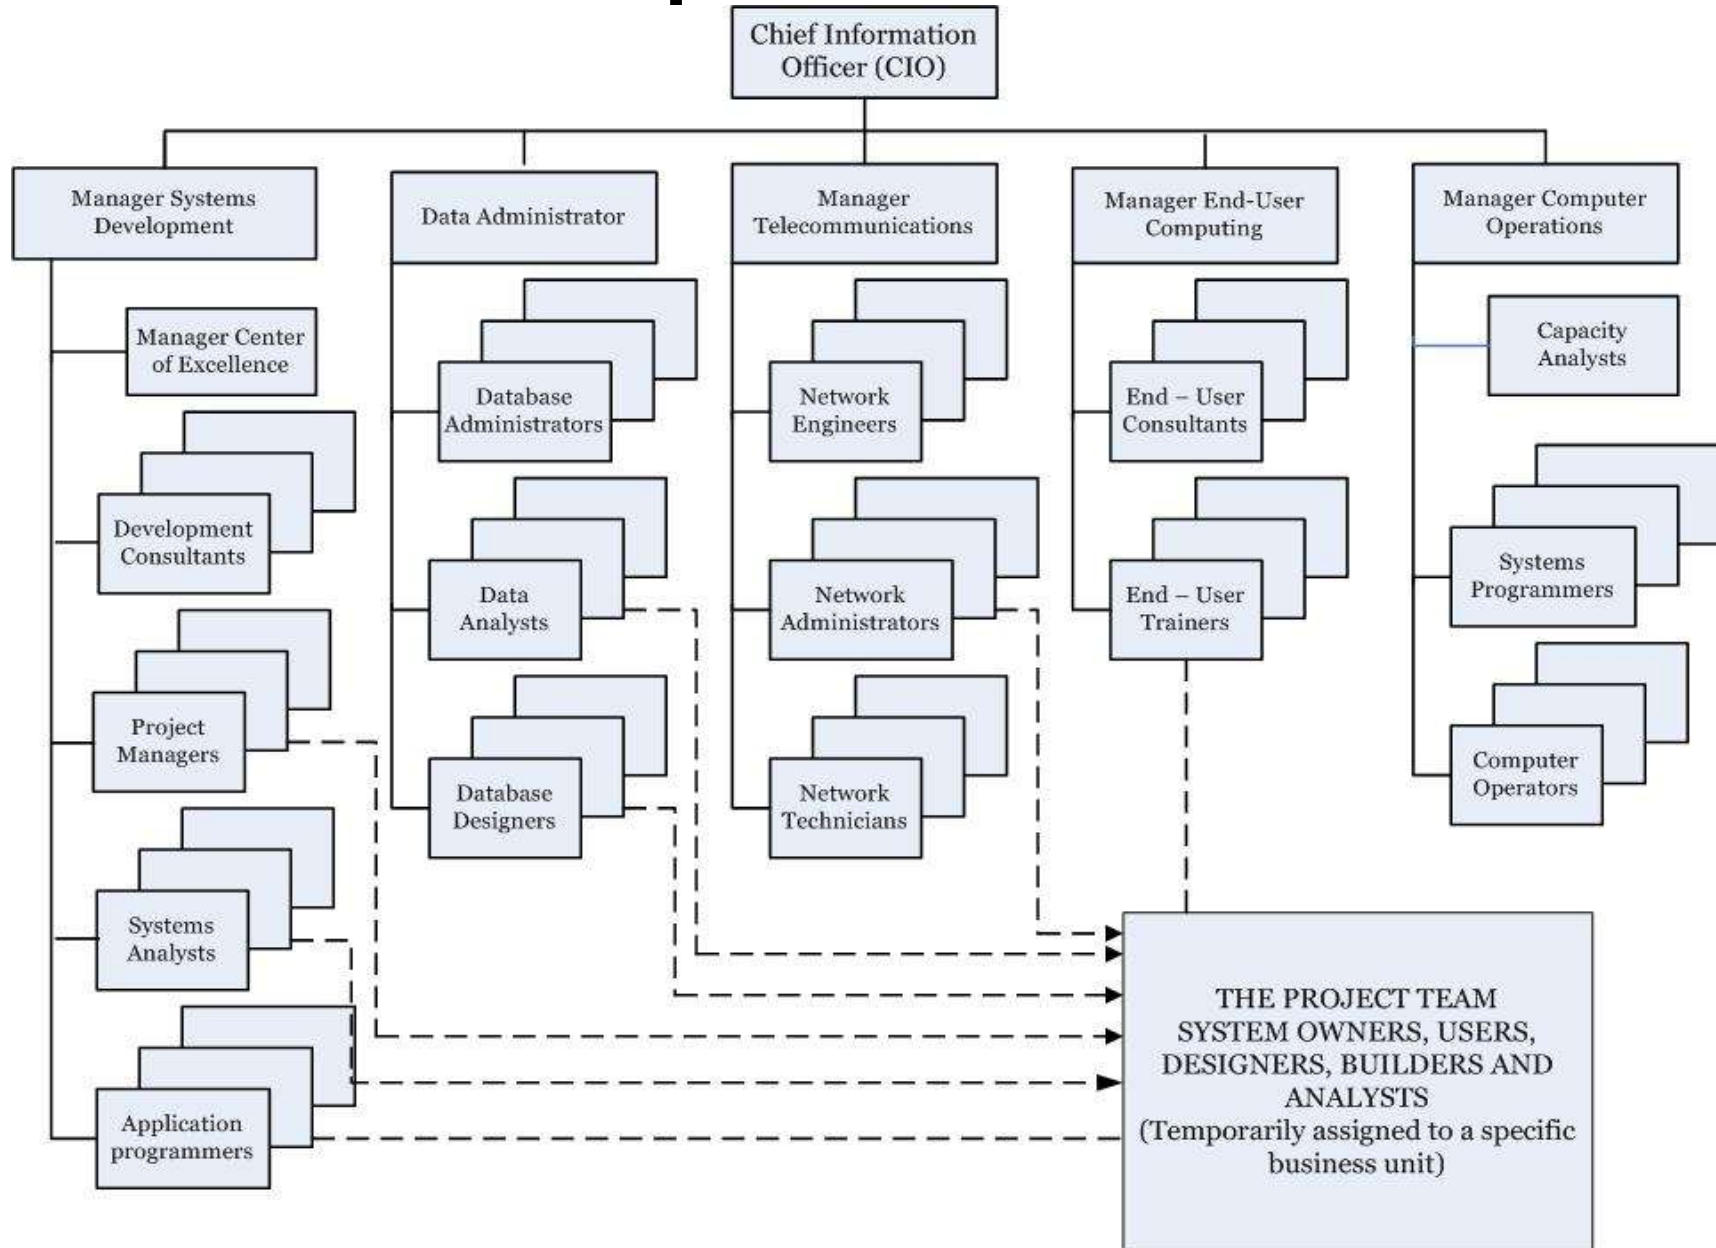 Chief Information
Officer (CIO)
Manager Systems
Development
Data Administrator
Manager
Telecommunications
Manager End-User
Computing
Manager Computer
Operations
Manager Center
of Excellence
Development
Consultants
Project
Managers
Systems
Analysts
Application
programmers
Database
Administrators
Data
Analysts
Database
Designers
Network
Engineers
Network
Administrators
Network
Technicians
End – User
Consultants
End – User
Trainers
Capacity
Analysts
Systems
Programmers
Computer
Operators
THE PROJECT TEAM
SYSTEM OWNERS, USERS,
DESIGNERS, BUILDERS AND
ANALYSTS
(Temporarily assigned to a specific
business unit)